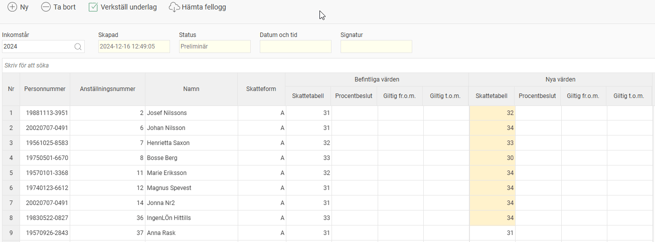 Ny Ta bort Verkställ underlag Hämta fellogg
Inkomstår Skapad Status Datum och tid Signatur
2024 2024-12-16 12:49:05 Preliminär
Skriv för att söka
Befintliga värden Nya värden
Nr Personnummer Anställningsnummer Namn Skatteform Skattetabell Procentbeslut Giltig fr.o.m. Giltig t.o.m. Skattetabell Procentbeslut Giltig fr.o.m. Giltig t.o.m.
1 19881113-3951 2 Josef Nilssons A 31 32
2 20020707-0491 6 Johan Nilsson A 31 34
3 19561025-8583 7 Henrietta Saxon A 32 33
4 19750501-6670 8 Bosse Berg A 33 30
5 19570101-3368 11 Marie Eriksson A 32 34
6 19740123-6612 12 Magnus Spevest A 31 34
7 20020707-0491 14 Jonna Nr2 A 31 34
8 19830522-0827 36 IngenLÖn Hittills A 33 34
9 19570926-2843 37 Anna Rask A 31 31